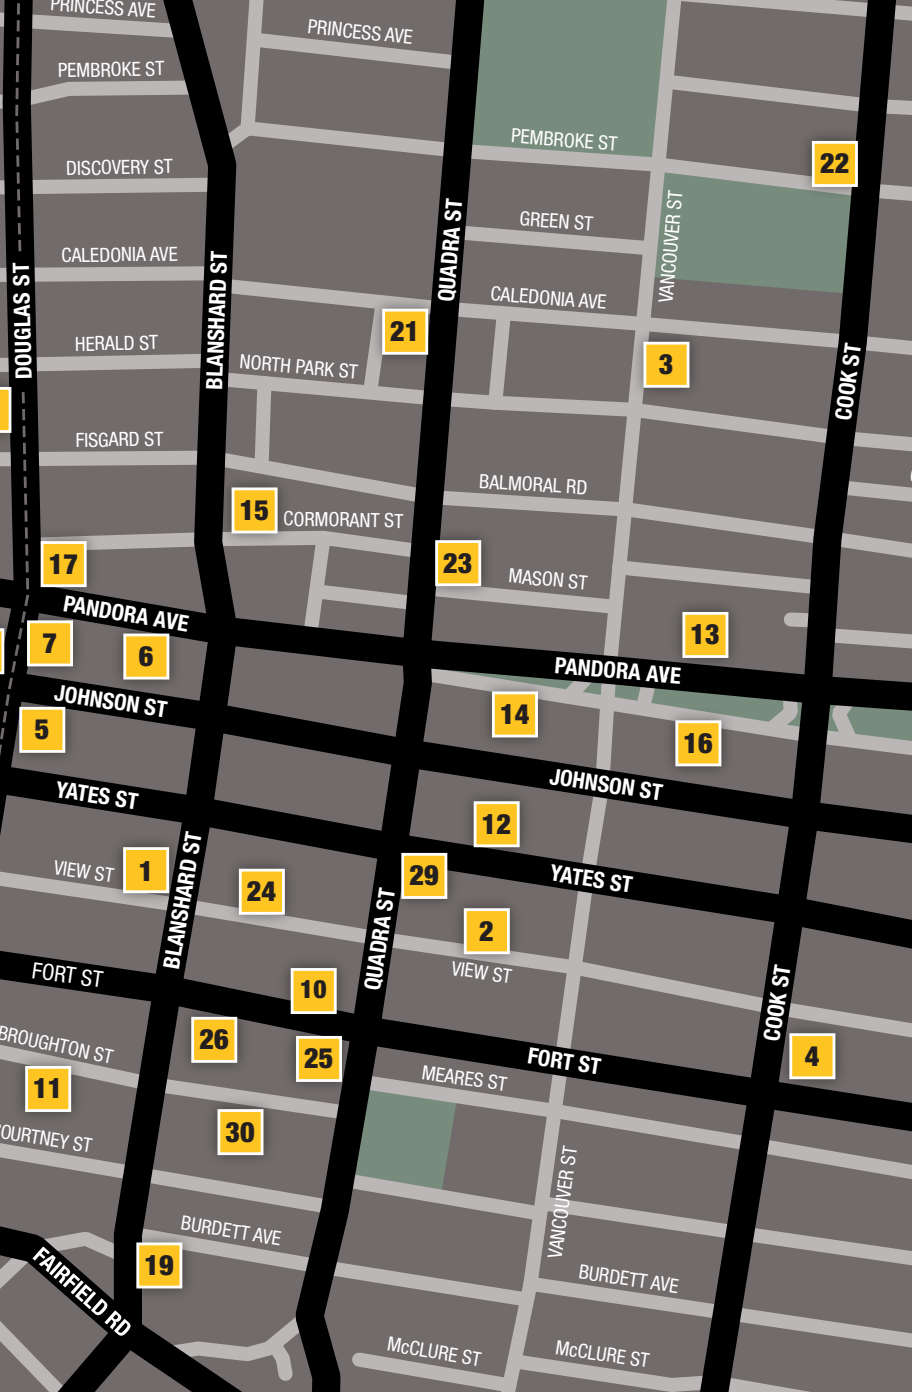 PRINCESS AVE
PRINCESS AVE
PEMBROKE ST
PEMBROKE ST
22
DISCOVERY ST
QUADRA ST
GREEN ST
VANCOUVER ST
CALEDONIA AVE
BLANSHARD ST
DOUGLAS ST
CALEDONIA AVE
21
HERALD ST
NORTH PARK ST
3
COOK ST
FISGARD ST
BALMORAL RD
15
CORMORANT ST
17
23
MASON ST
PANDORA AVE
13
7
6
PANDORA AVE
JOHNSON ST
14
5
16
JOHNSON ST
YATES ST
12
VIEW ST
1
BLANSHARD ST
24
29
YATES ST
QUADRA ST
2
VIEW ST
FORT ST
10
COOK ST
BROUGHTON ST
26
25
FORT ST
4
11
MEARES ST
30
OURTNEY ST
VANCOUVER ST
BURDETT AVE
19
FAIRFIELD RD
BURDETT AVE
McCLURE ST
McCLURE ST